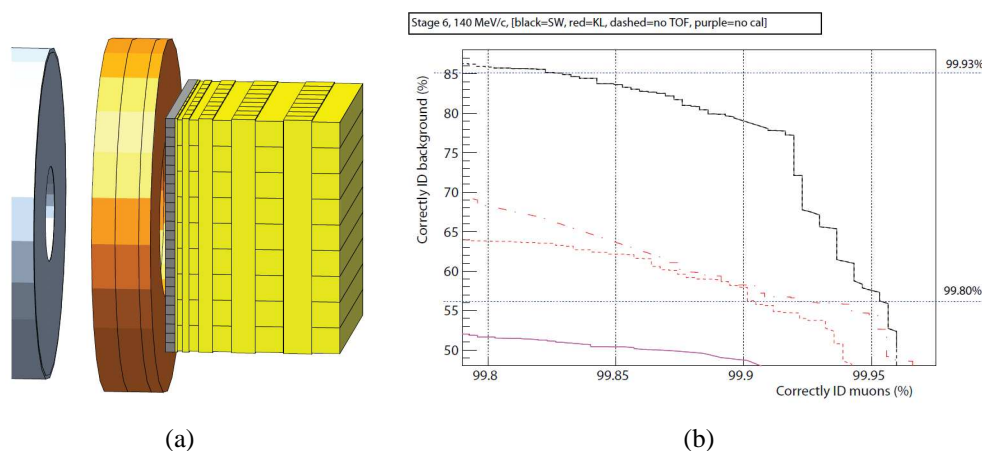 Stage 6, 140 MeV/c, [black=SW, red=KL, dashed=no TOF, purple=no cal]
Correctly ID background (%)
85
80
75
70
65
60
55
50
99.93%
99.80%
99.8
99.85
99.9
99.95
Correctly ID muons (%)
(a)
(b)